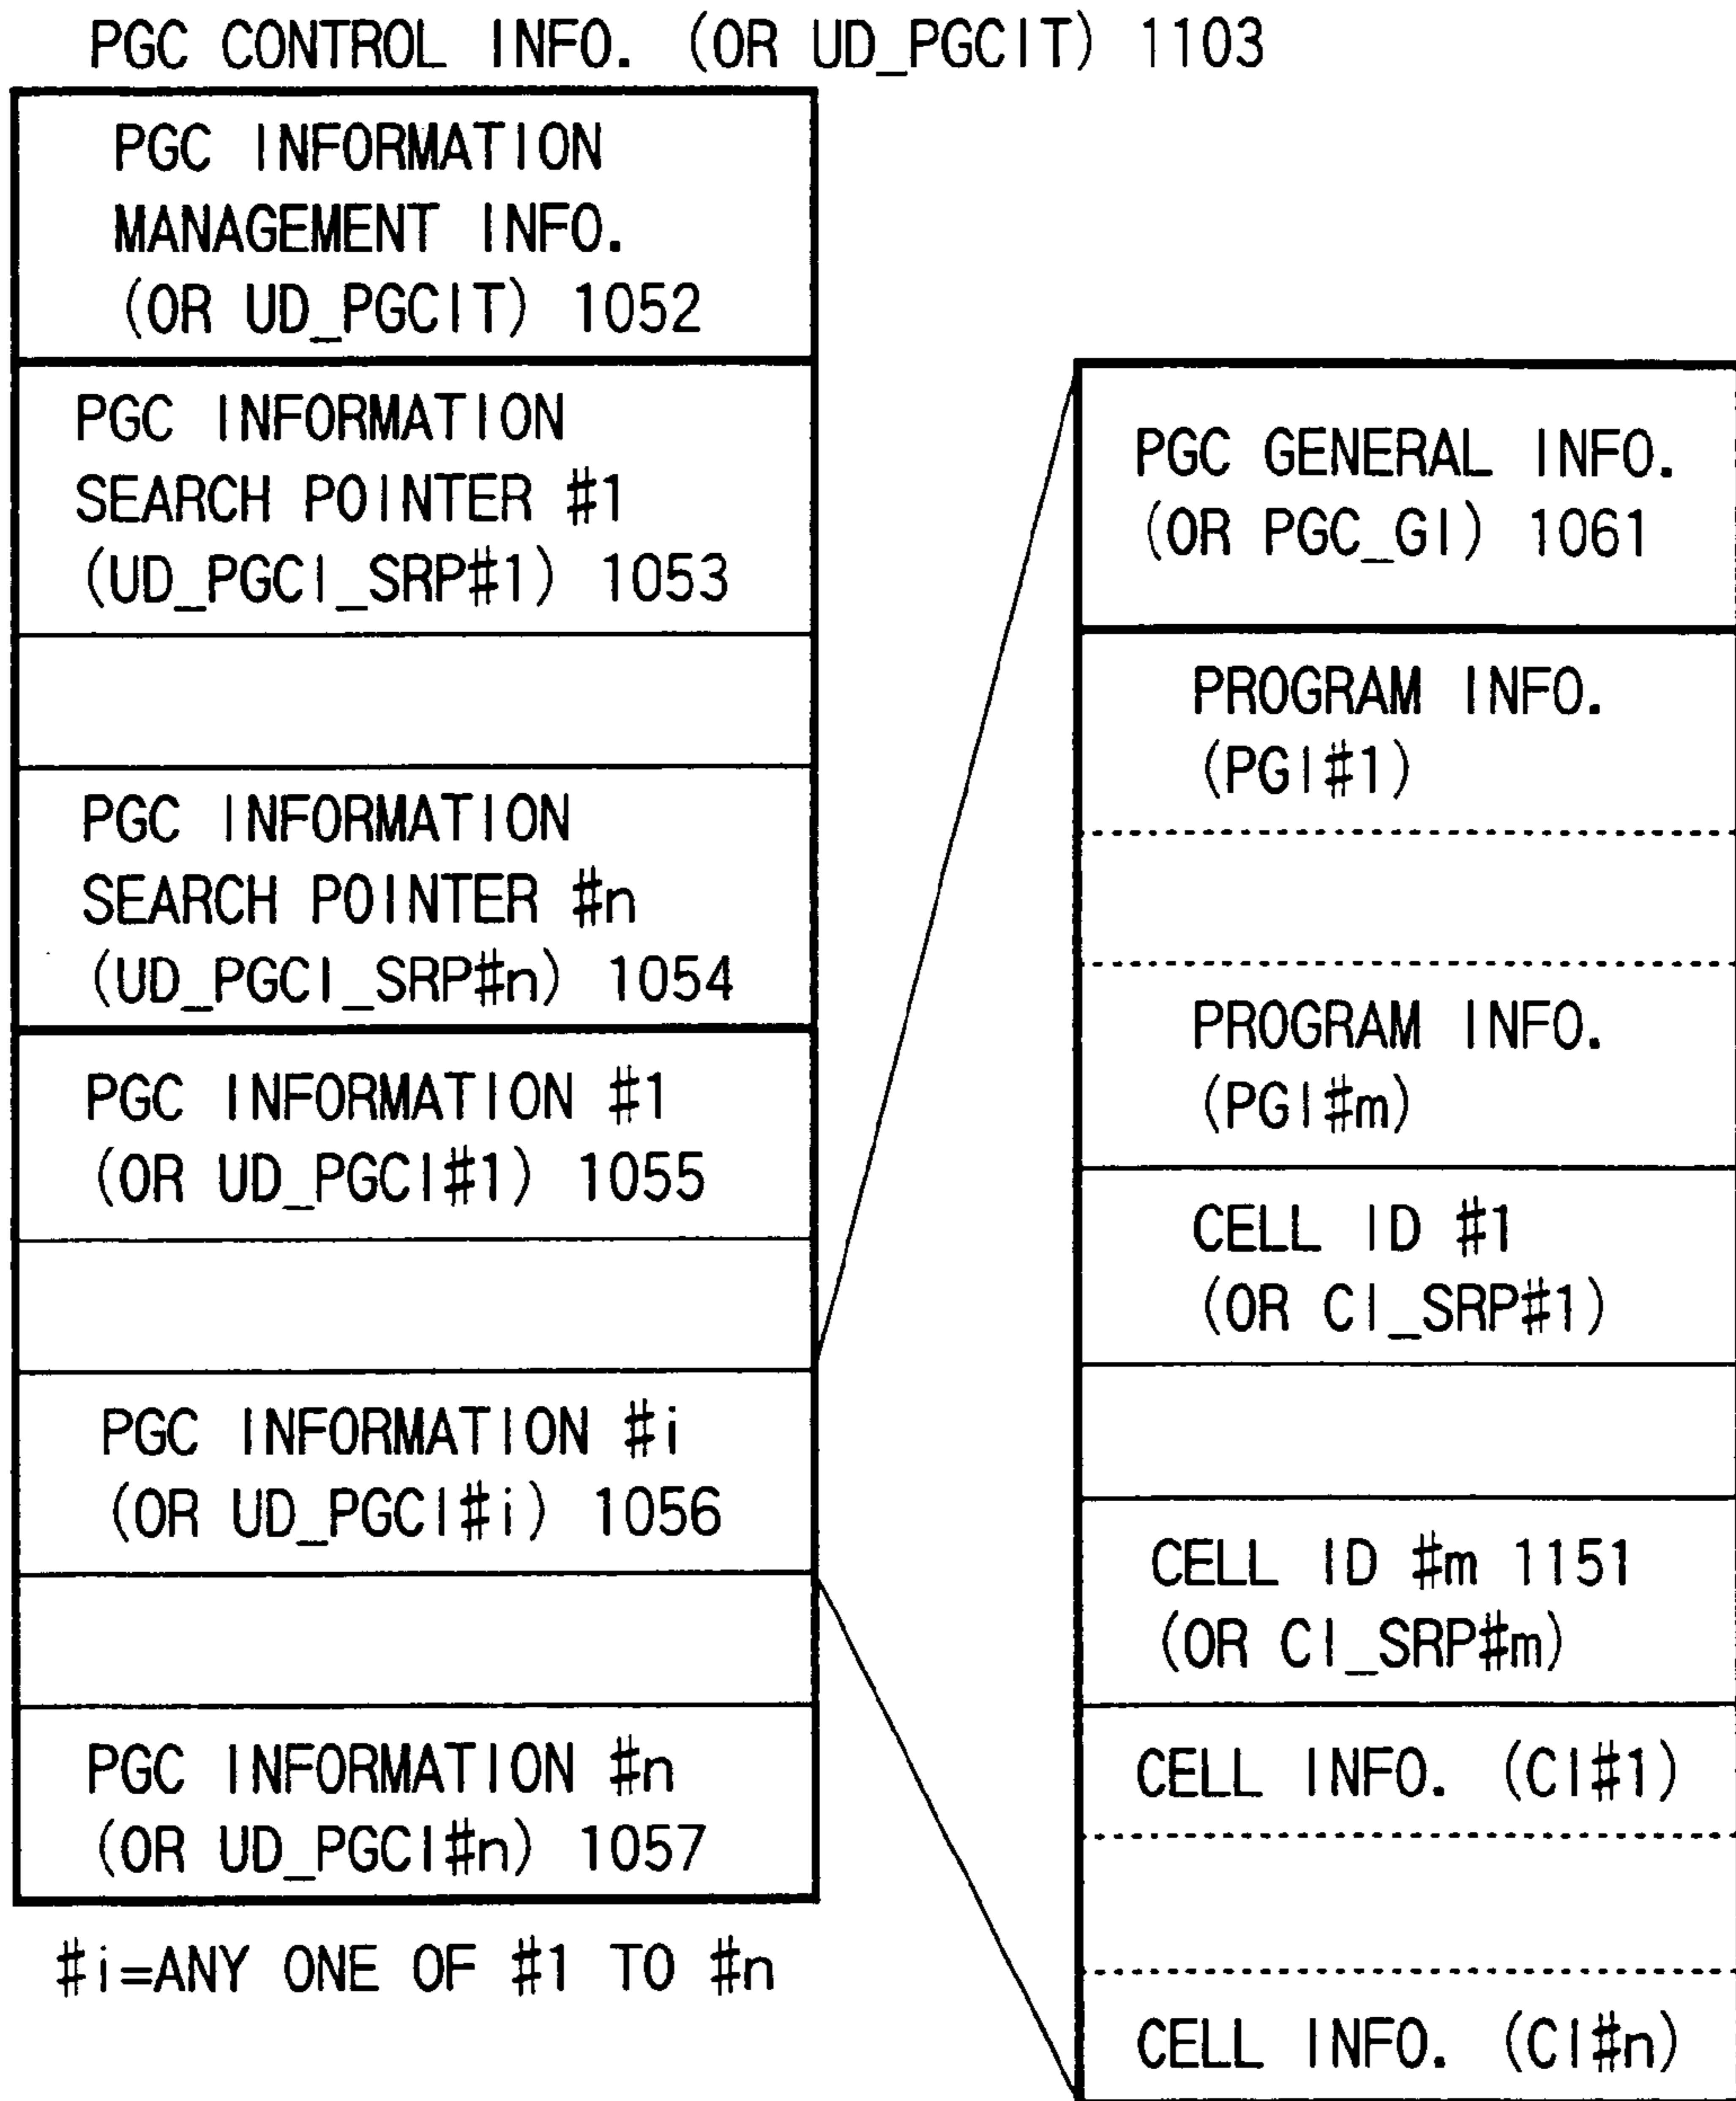 PGC CONTROL INFO. (OR UD_PGCIT) 1103
PGC INFORMATION
MANAGEMENT INFO.
(OR UD_PGCIT) 1052
PGC INFORMATION
SEARCH POINTER #1
(UD_PGCI_SRP#1) 1053
PGC INFORMATION
SEARCH POINTER #n
(UD_PGCI_SRP#n) 1054
PGC INFORMATION #1
(OR UD_PGCI#1) 1055
PGC INFORMATION #i
(OR UD_PGCI#i) 1056
PGC INFORMATION #n
(OR UD_PGCI#n) 1057
#i=ANY ONE OF #1 TO #n
PGC GENERAL INFO.
(OR PGC_GI) 1061
PROGRAM INFO.
(PGI#1)
PROGRAM INFO.
(PGI#m)
CELL ID #1
(OR CI_SRP#1)
CELL ID #m 1151
(OR CI_SRP#m)
CELL INFO. (CI#1)
CELL INFO. (CI#n)